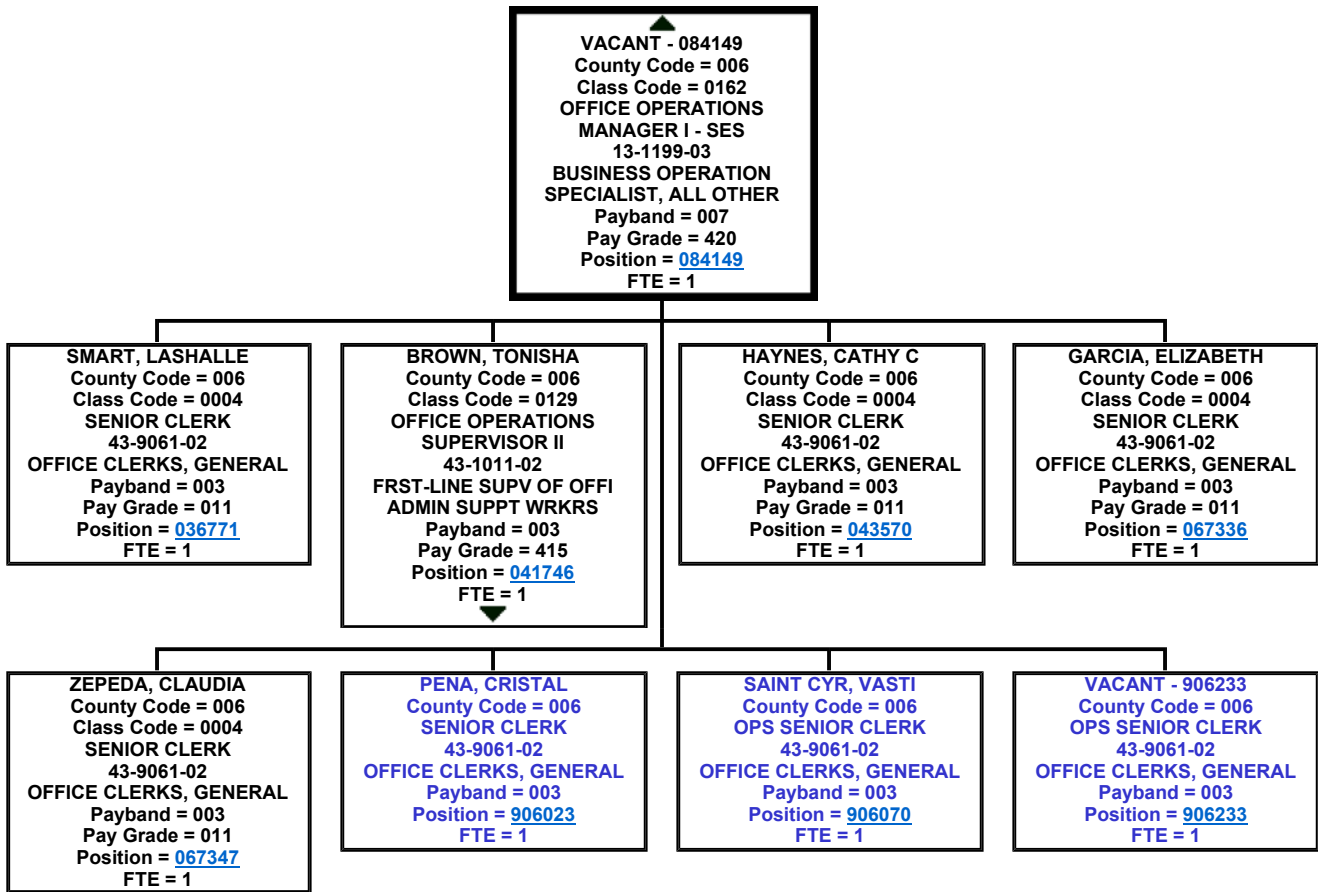 VACANT - 084149
County Code = 006
Class Code = 0162
OFFICE OPERATIONS
MANAGER I - SES
13-1199-03
BUSINESS OPERATION
SPECIALIST, ALL OTHER
Payband = 007
Pay Grade = 420
Position = 084149
FTE = 1
SMART, LASHALLE
County Code = 006
Class Code = 0004
SENIOR CLERK
43-9061-02
OFFICE CLERKS, GENERAL
Payband = 003
Pay Grade = 011
Position = 036771
FTE = 1
BROWN, TONISHA
County Code = 006
Class Code = 0129
OFFICE OPERATIONS
SUPERVISOR II
43-1011-02
FRST-LINE SUPV OF OFFI
ADMIN SUPPT WRKRS
Payband = 003
Pay Grade = 415
Position = 041746
FTE = 1
HAYNES, CATHY C
County Code = 006
Class Code = 0004
SENIOR CLERK
43-9061-02
OFFICE CLERKS, GENERAL
Payband = 003
Pay Grade = 011
Position = 043570
FTE = 1
GARCIA, ELIZABETH
County Code = 006
Class Code = 0004
SENIOR CLERK
43-9061-02
OFFICE CLERKS, GENERAL
Payband = 003
Pay Grade = 011
Position = 067336
FTE = 1
ZEPEDA, CLAUDIA
County Code = 006
Class Code = 0004
SENIOR CLERK
43-9061-02
OFFICE CLERKS, GENERAL
Payband = 003
Pay Grade = 011
Position = 067347
FTE = 1
PENA, CRISTAL
County Code = 006
SENIOR CLERK
43-9061-02
OFFICE CLERKS, GENERAL
Payband = 003
Position = 906023
FTE = 1
SAINT CYR, VASTI
County Code = 006
OPS SENIOR CLERK
43-9061-02
OFFICE CLERKS, GENERAL
Payband = 003
Position = 906070
FTE = 1
VACANT - 906233
County Code = 006
OPS SENIOR CLERK
43-9061-02
OFFICE CLERKS, GENERAL
Payband = 003
Position = 906233
FTE = 1